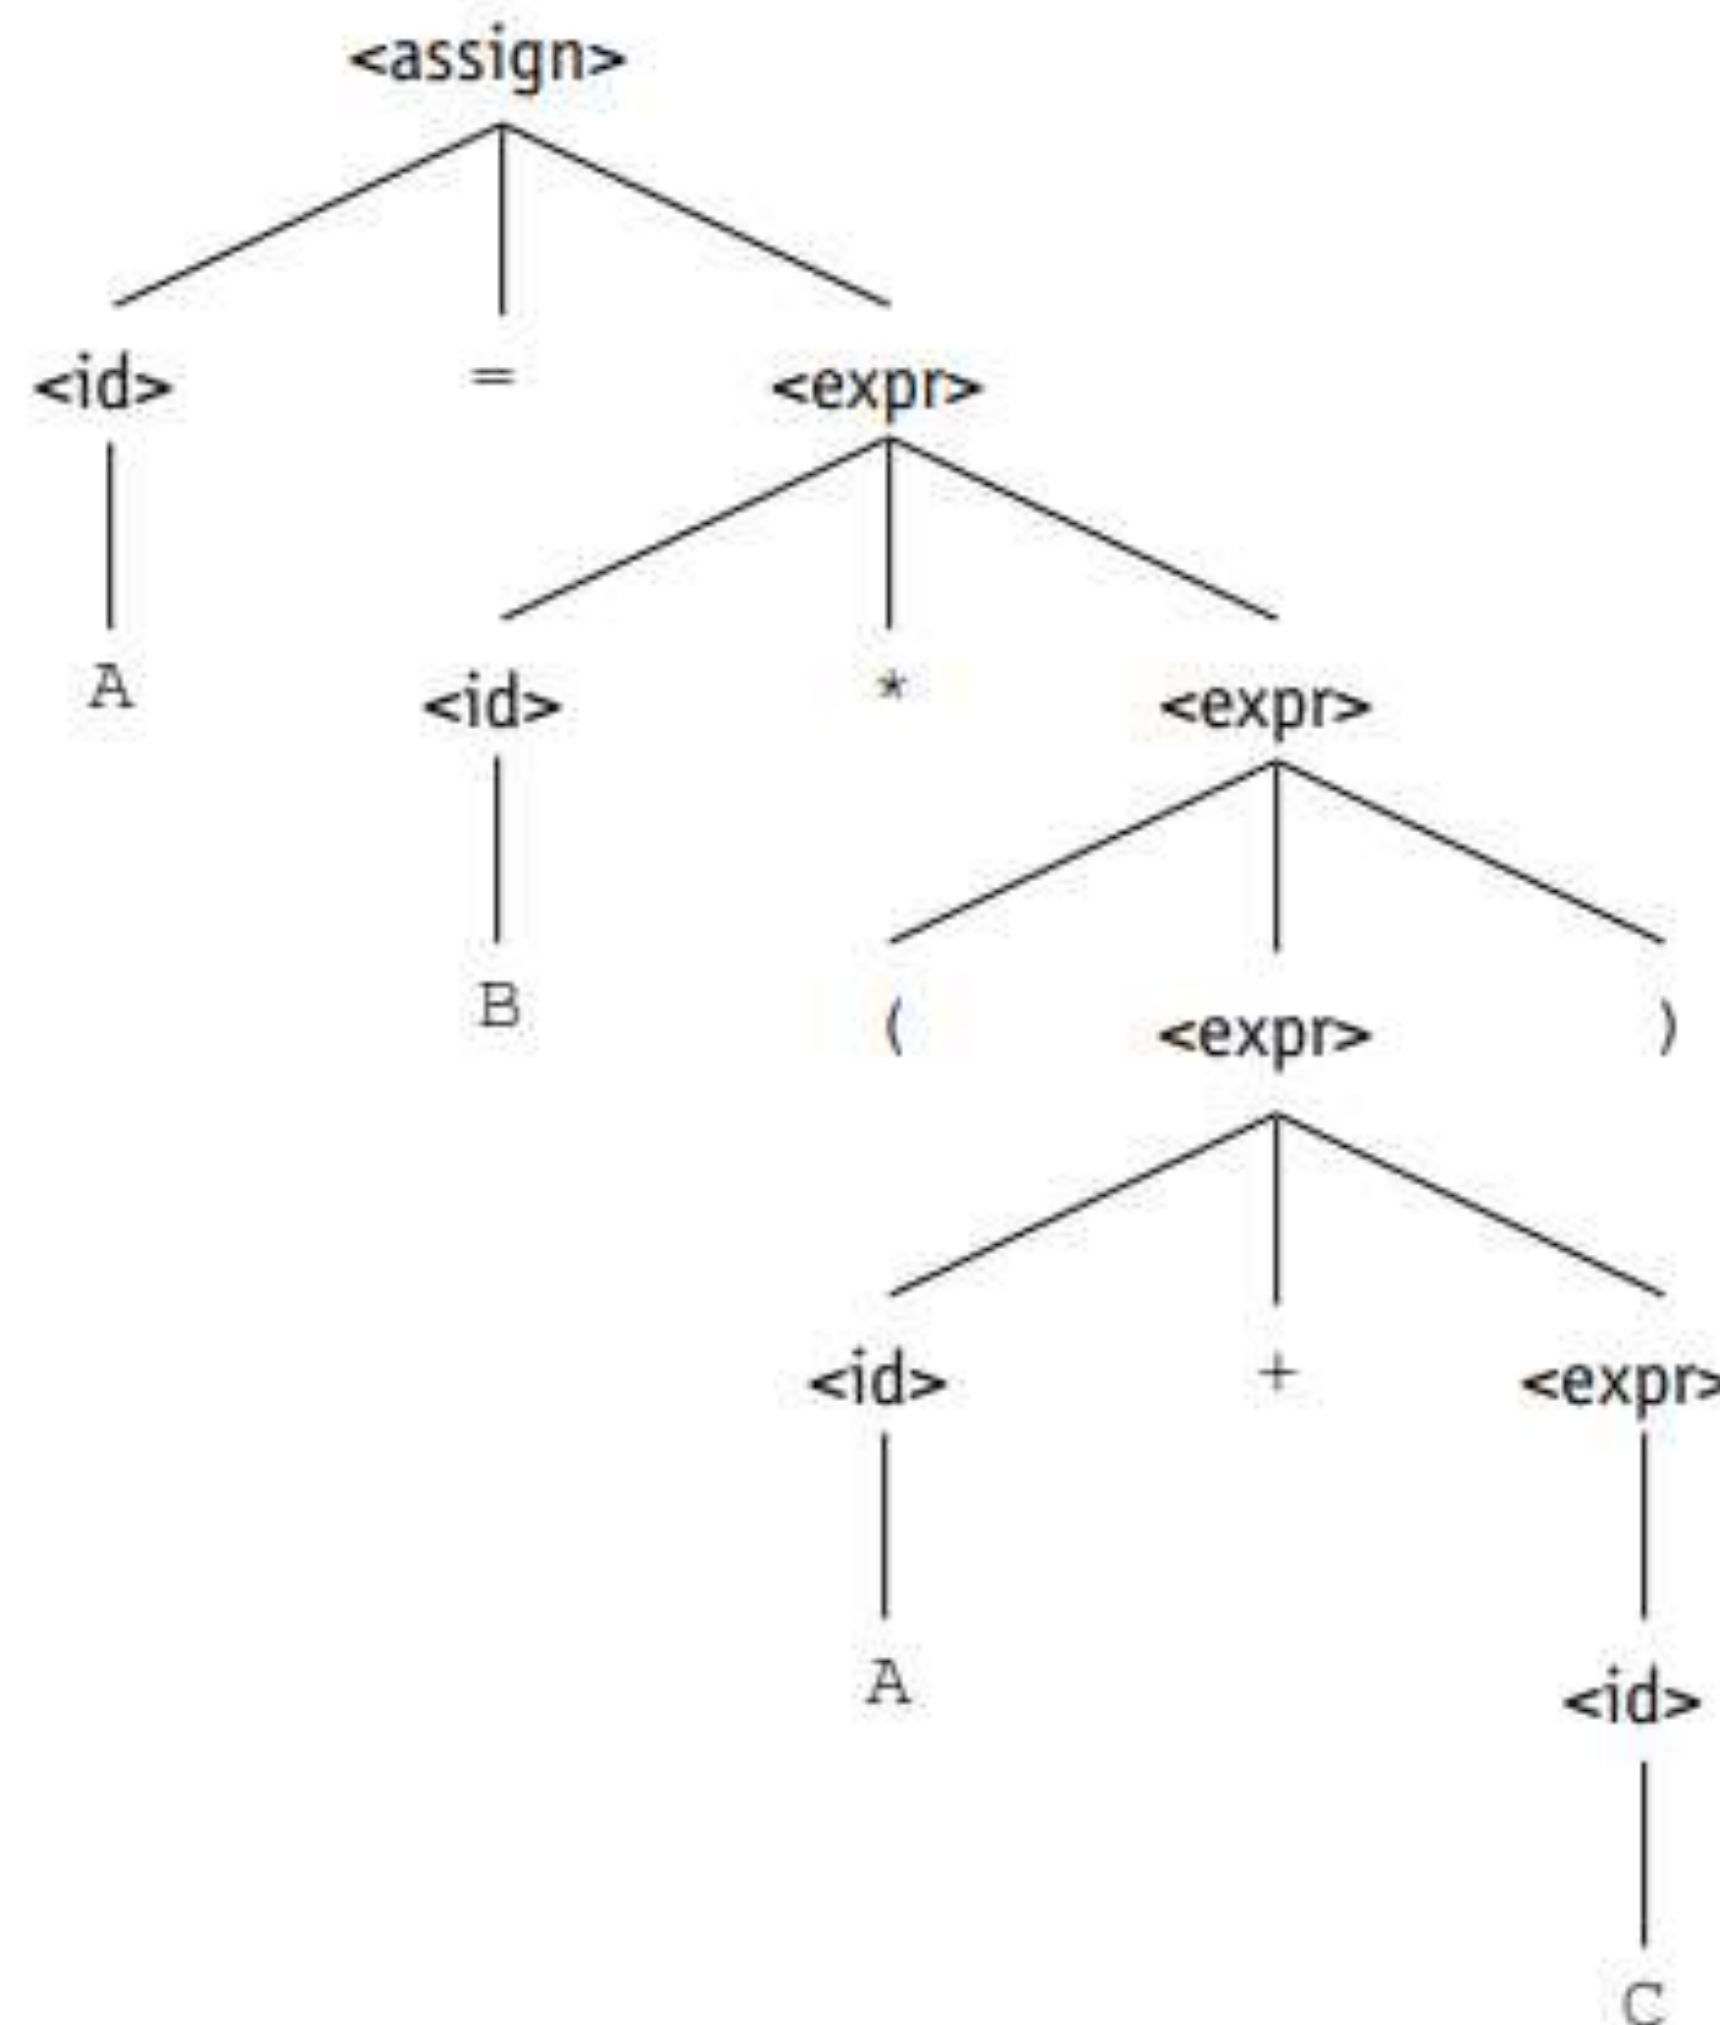 <assign>
<id> = <expr>
A <id> * <expr>
B ( <expr> )
<id> + <expr>
A <id>
C